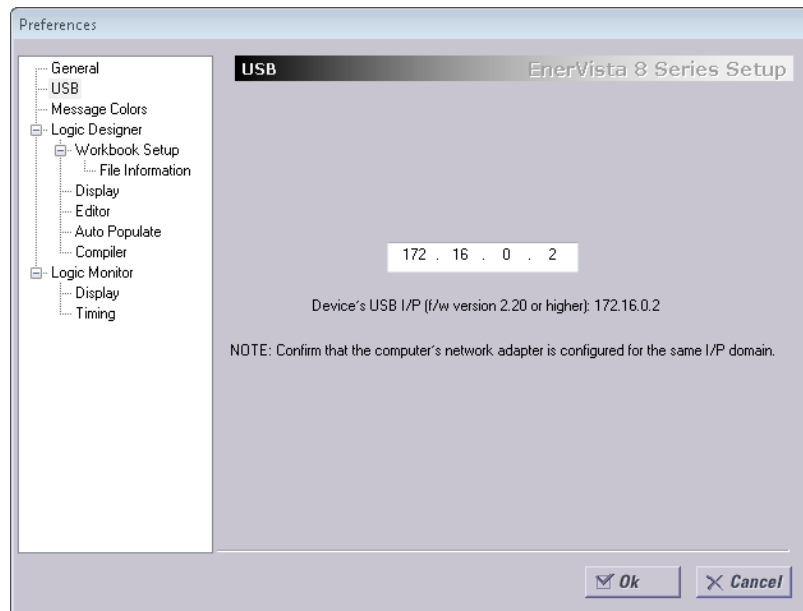 Preferences
General
USB
Message Colors
Logic Designer
Workbook Setup
File Information
Display
Editor
Auto Populate
Compiler
Logic Monitor
Display
Timing
USB
EnerVista 8 Series Setup
172 . 16 . 0 . 2
Device's USB I/P (f/w version 2.20 or higher): 172.16.0.2
NOTE: Confirm that the computer's network adapter is configured for the same I/P domain.
Ok
Cancel